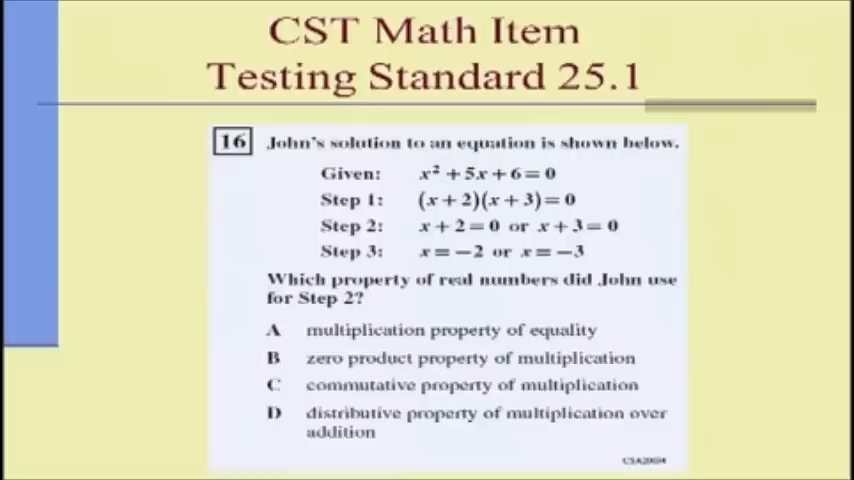 CST Math Item
Testing Standard 25.1
16 John's solution to an equation is shown below.
Given: x² + 5x + 6 = 0
Step 1: (x + 2)(x + 3) = 0
Step 2: x + 2 = 0 or x + 3 = 0
Step 3: x = −2 or x = −3
Which property of real numbers did John use
for Step 2?
A multiplication property of equality
B zero product property of multiplication
C commutative property of multiplication
D distributive property of multiplication over
addition